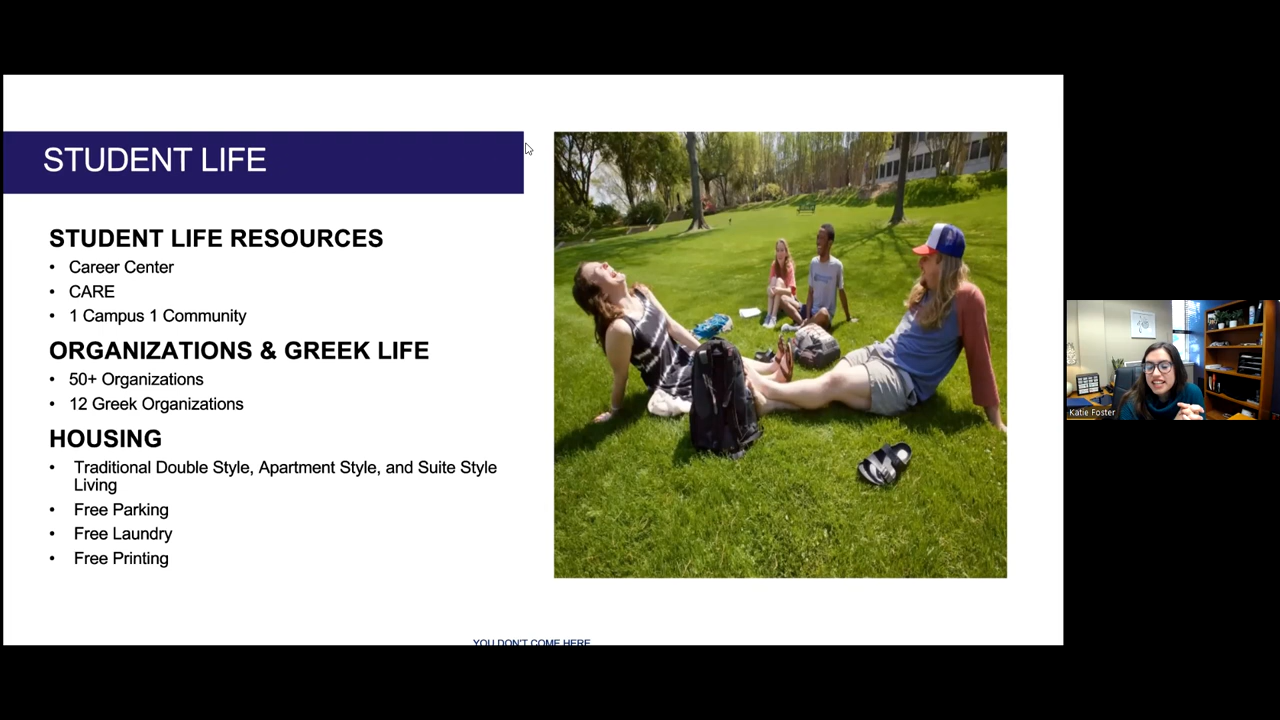 STUDENT LIFE
STUDENT LIFE RESOURCES
• Career Center
• CARE
• 1 Campus 1 Community
ORGANIZATIONS & GREEK LIFE
• 50+ Organizations
• 12 Greek Organizations
HOUSING
• Traditional Double Style, Apartment Style, and Suite Style
Living
• Free Parking
• Free Laundry
• Free Printing
YOU DON'T COME HERE
Katie Foster